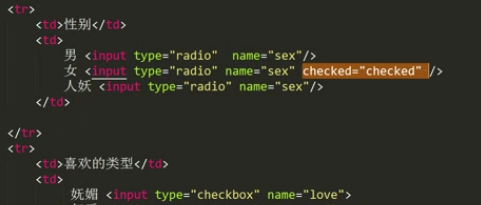 <tr>
<td>性别</td>
<td>
男 <input type="radio"  name="sex"/>
女 <input type="radio" name="sex" checked="checked" />
人妖 <input type="radio" name="sex"/>
</td>
</tr>
<tr>
<td>喜欢的类型</td>
<td>
妩媚 <input type="checkbox" name="love">